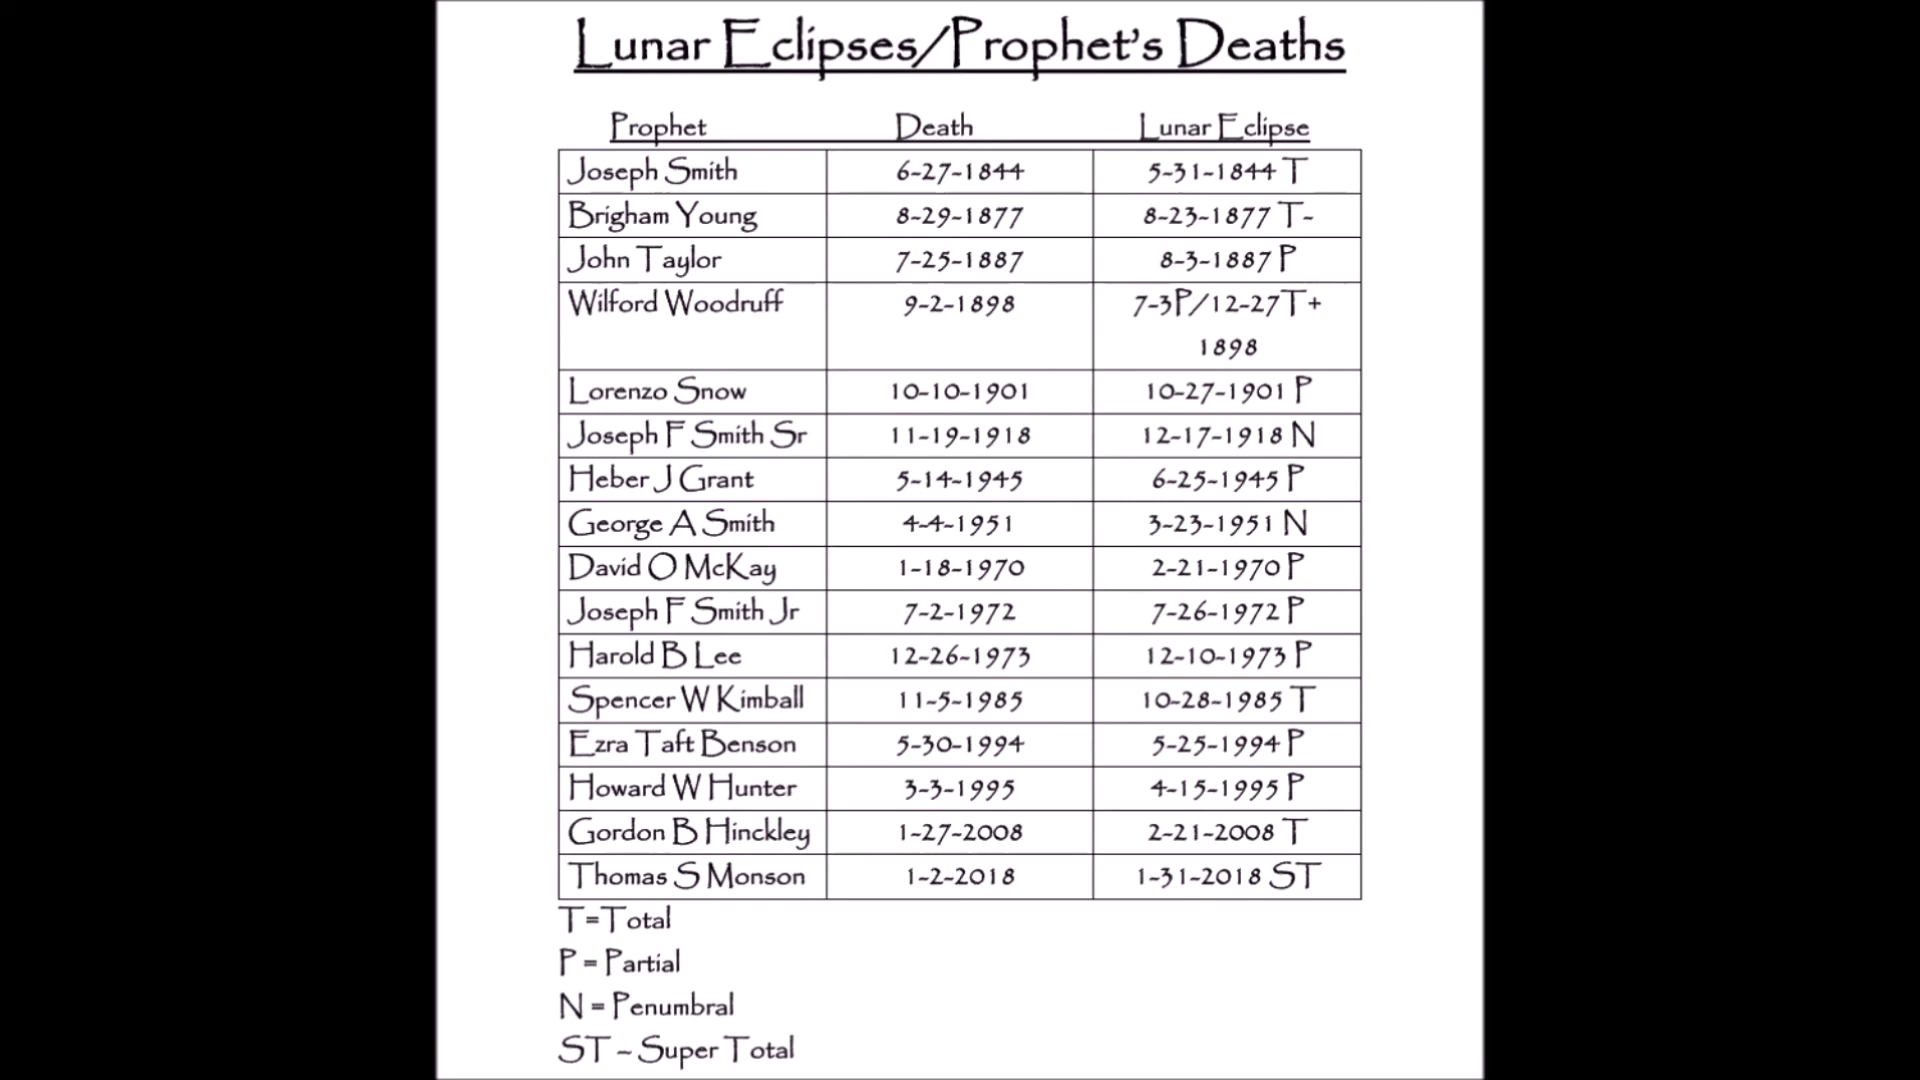 Lunar Eclipses/Prophet's Deaths
Prophet Death Lunar Eclipse
Joseph Smith 6-27-1844 5-31-1844 T
Brigham Young 8-29-1877 8-23-1877 T-
John Taylor 7-25-1887 8-3-1887 P
Wilford Woodruff 9-2-1898 7-3P/12-27T+
1898
Lorenzo Snow 10-10-1901 10-27-1901 P
Joseph F Smith Sr 11-19-1918 12-17-1918 N
Heber J Grant 5-14-1945 6-25-1945 P
George A Smith 4-4-1951 3-23-1951 N
David O McKay 1-18-1970 2-21-1970 P
Joseph F Smith Jr 7-2-1972 7-26-1972 P
Harold B Lee 12-26-1973 12-10-1973 P
Spencer W Kimball 11-5-1985 10-28-1985 T
Ezra Taft Benson 5-30-1994 5-25-1994 P
Howard W Hunter 3-3-1995 4-15-1995 P
Gordon B Hinckley 1-27-2008 2-21-2008 T
Thomas S Monson 1-2-2018 1-31-2018 ST
T=Total
P = Partial
N = Penumbral
ST – Super Total